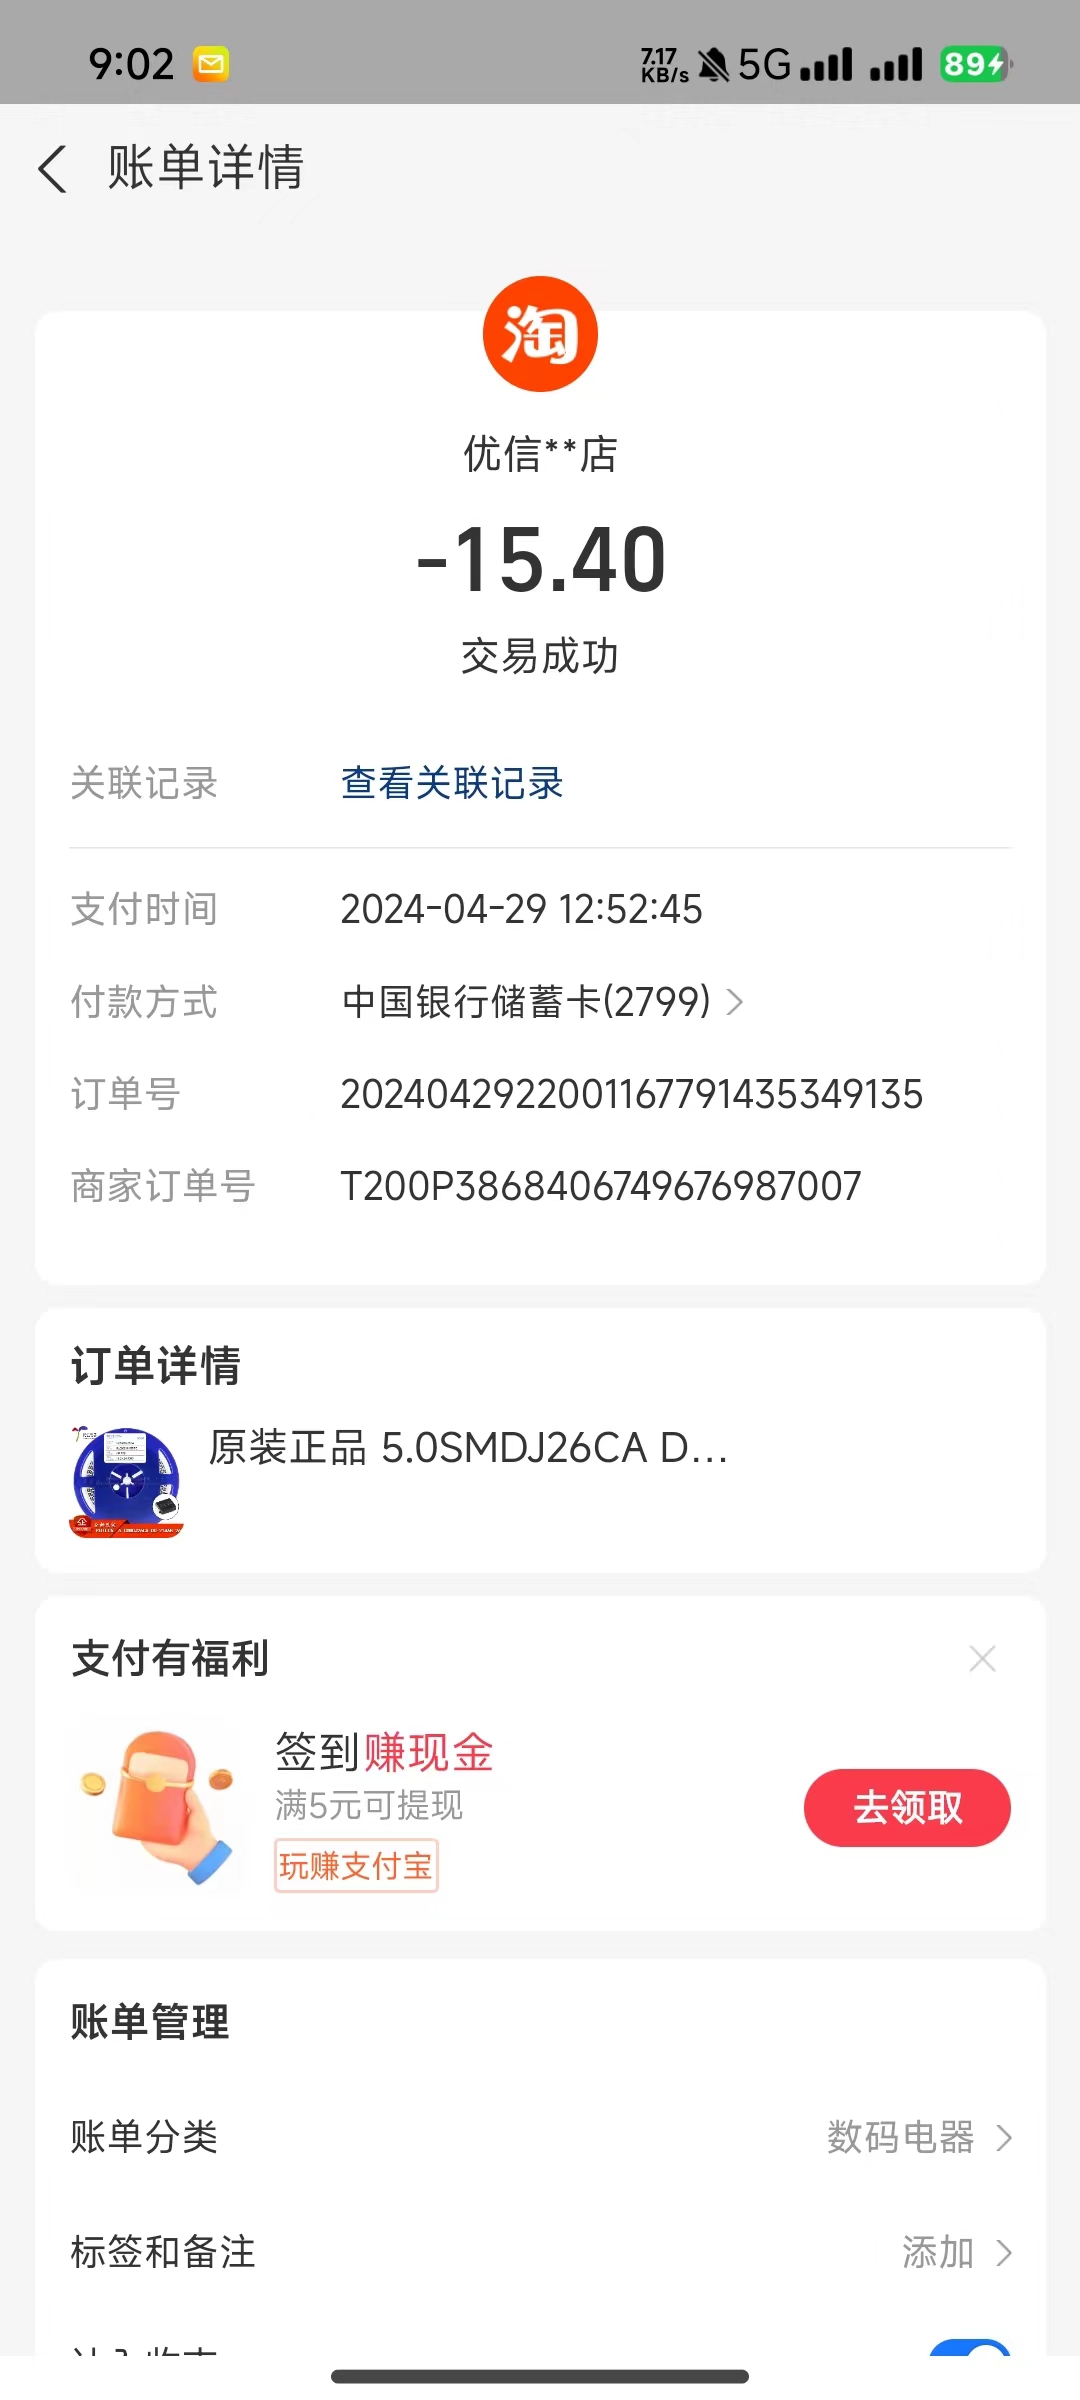 9:02
7.17 KB/s 5G 89
账单详情
淘
优信**店
-15.40
交易成功
关联记录 查看关联记录
支付时间 2024-04-29 12:52:45
付款方式 中国银行储蓄卡(2799)
订单号 2024042922001167791435349135
商家订单号 T200P3868406749676987007
订单详情
原装正品 5.0SMDJ26CA D...
支付有福利
签到赚现金
满5元可提现
玩赚支付宝
去领取
账单管理
账单分类 数码电器
标签和备注 添加